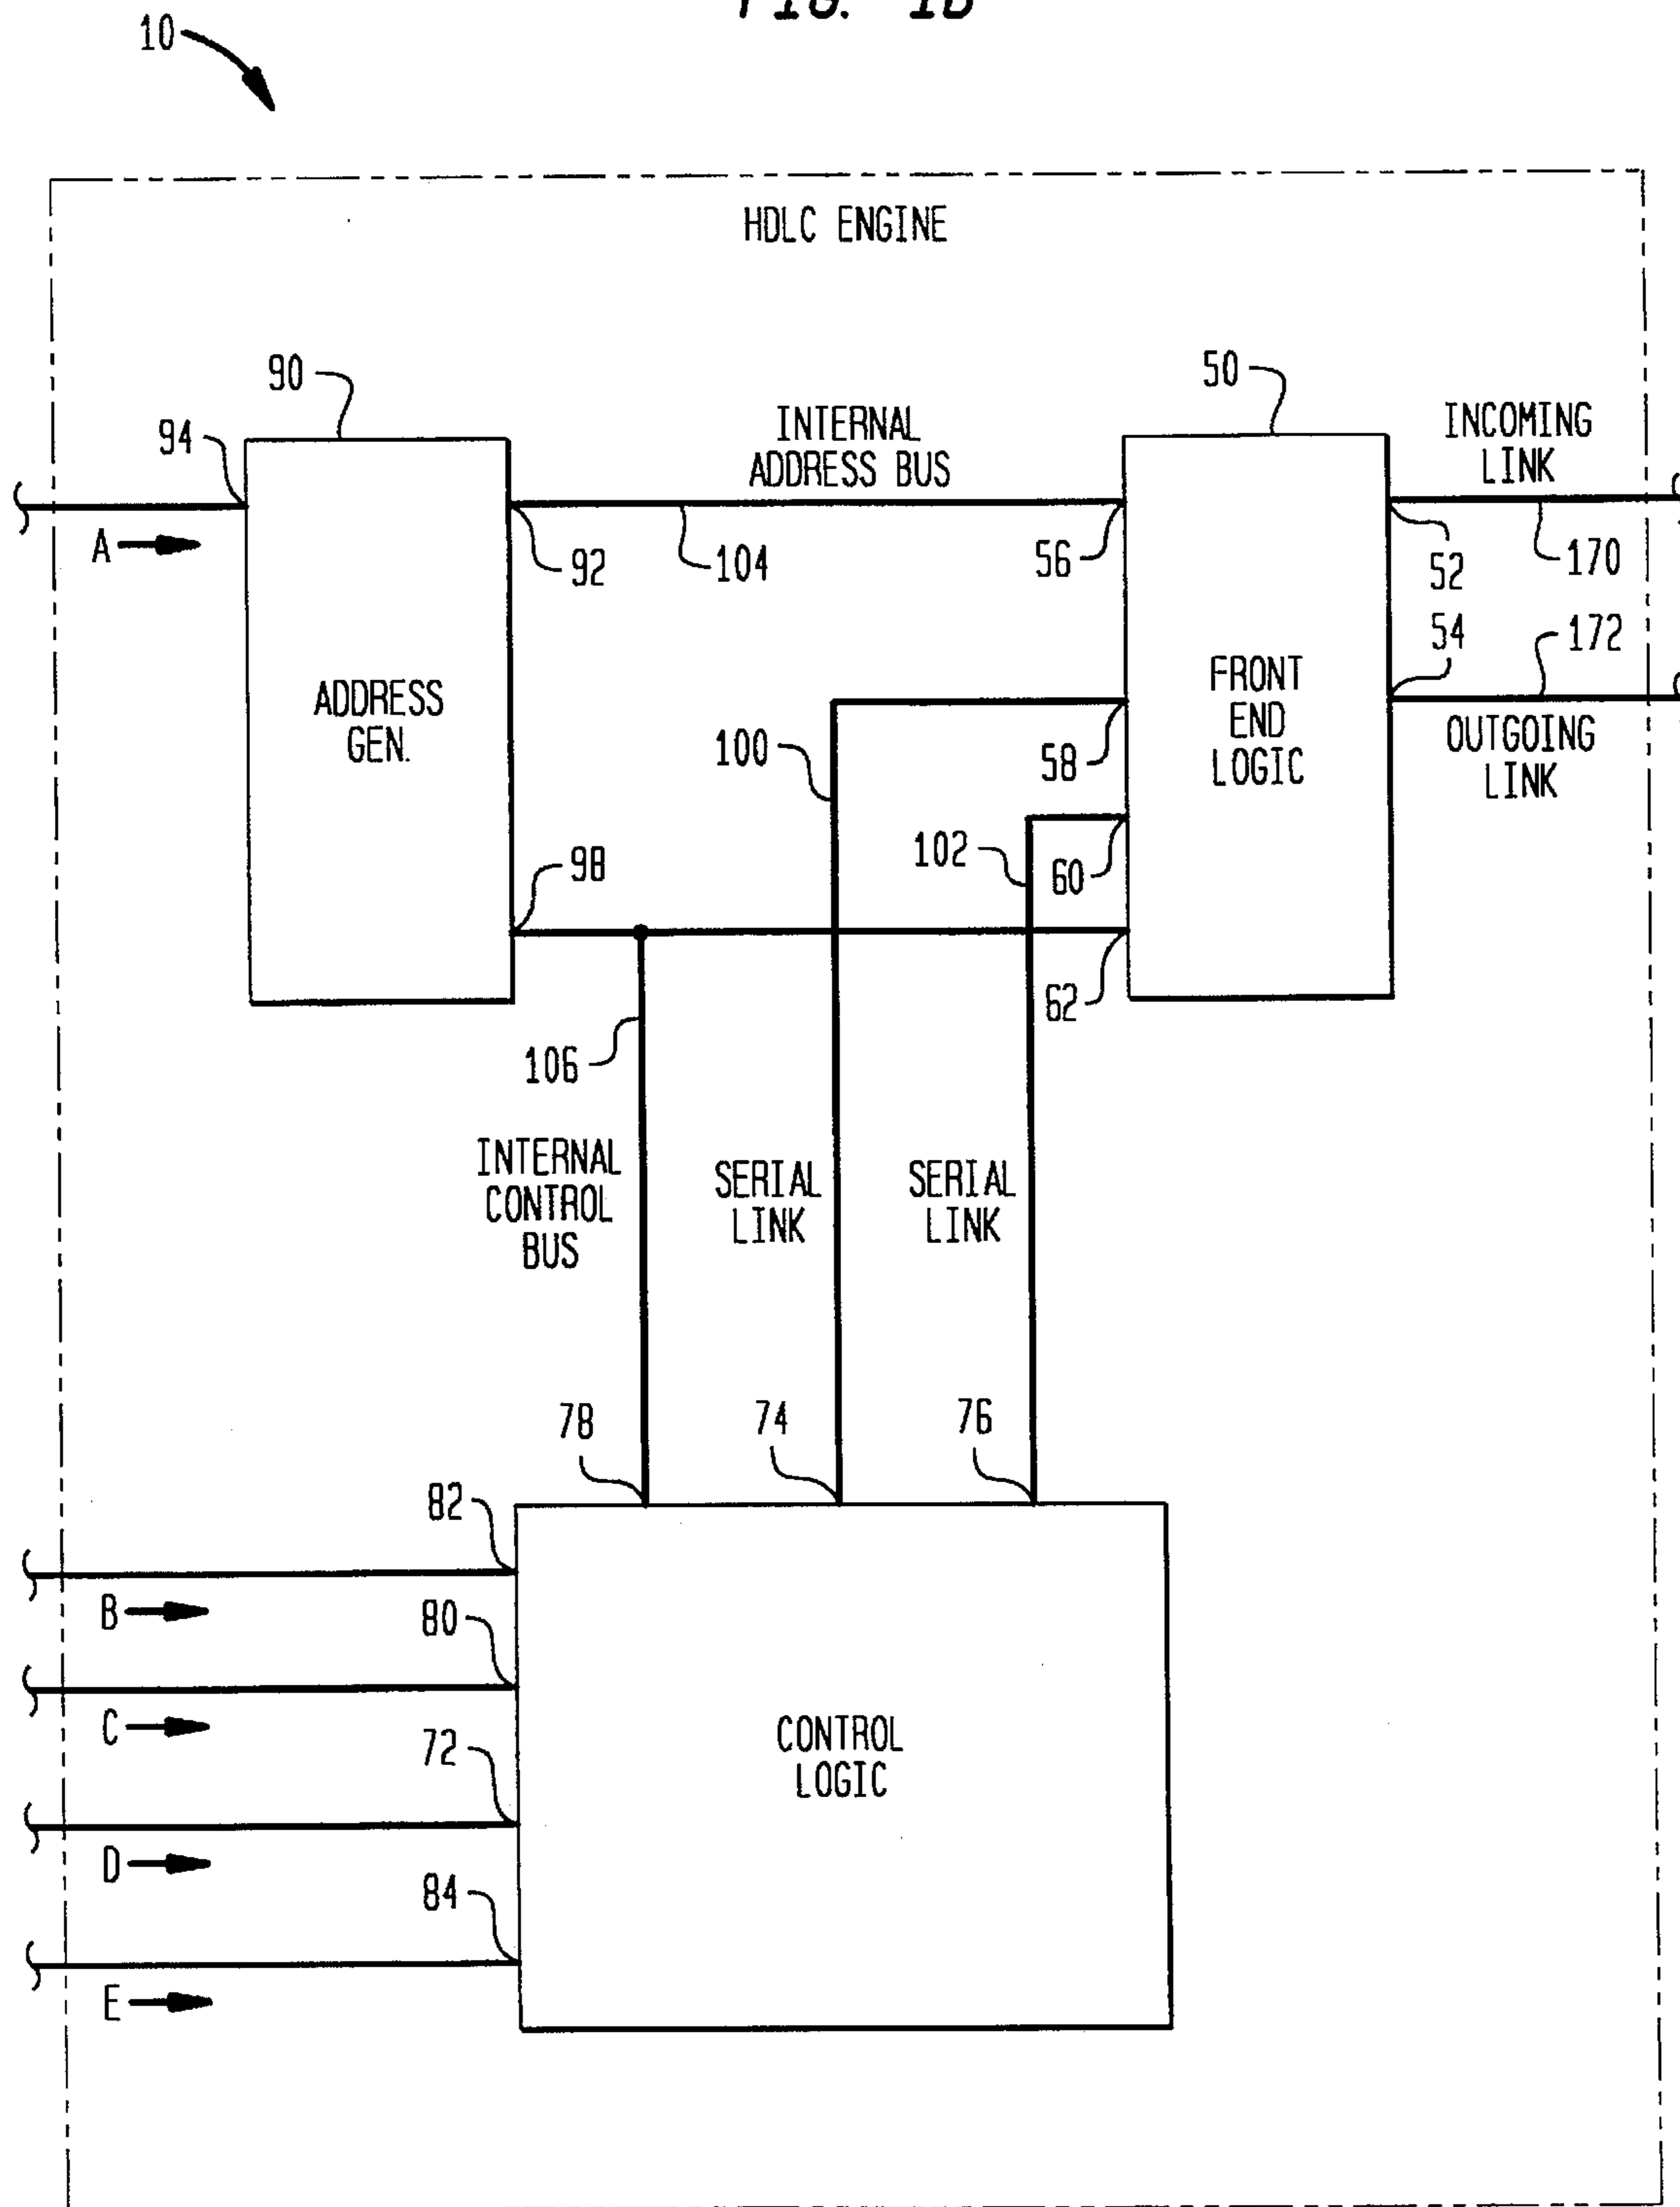 FIG. 1B
10
HDLC ENGINE
90
50
94
INTERNAL
ADDRESS BUS
INCOMING
LINK
A
92
104
56
52
170
54
172
ADDRESS
GEN.
FRONT
END
LOGIC
100
58
OUTGOING
LINK
98
102
60
62
106
INTERNAL
CONTROL
BUS
SERIAL
LINK
SERIAL
LINK
78
74
76
82
B
80
C
72
CONTROL
LOGIC
D
84
E